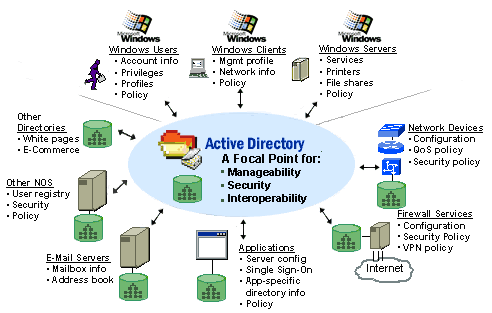 Microsoft
Windows
Microsoft
Windows
Microsoft
Windows
Windows Users
• Account info
• Privileges
• Profiles
• Policy
Windows Clients
• Mgmt profile
• Network info
• Policy
Windows Servers
• Services
• Printers
• File shares
• Policy
Other
Directories
• White pages
• E-Commerce
Active Directory
A Focal Point for:
• Manageability
• Security
• Interoperability
Network Devices
• Configuration
• QoS policy
• Security policy
Other NOS
• User registry
• Security
• Policy
Firewall Services
• Configuration
• Security Policy
• VPN policy
Internet
E-Mail Servers
• Mailbox info
• Address book
Applications
• Server config
• Single Sign-On
• App-specific
directory info
• Policy